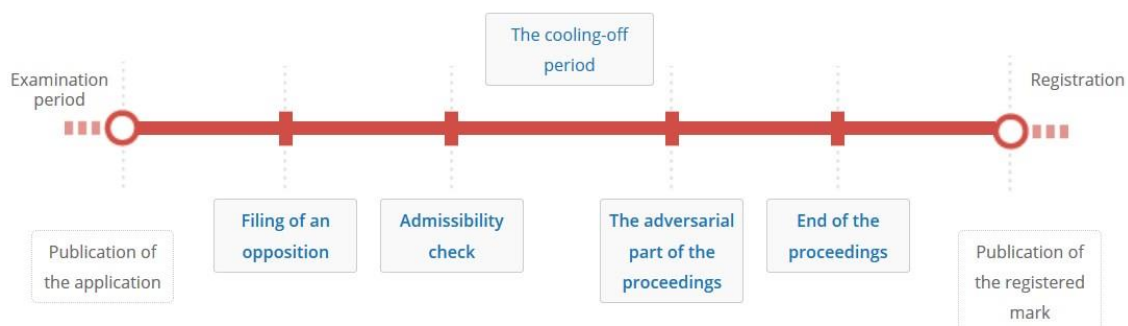 The cooling-off
period
Examination
period
Registration
Publication of
the application
Filing of an
opposition
Admissibility
check
The adversarial
part of the
proceedings
End of the
proceedings
Publication of
the registered
mark